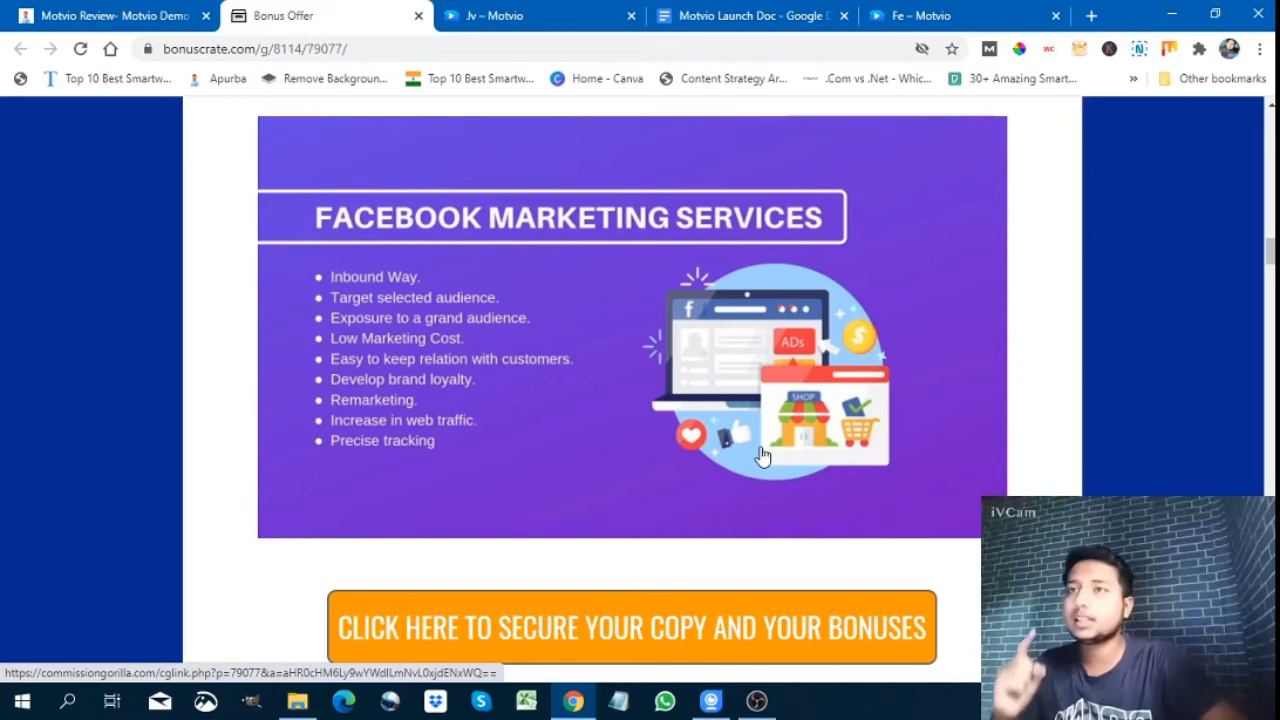 Motvio Review- Motvio Demo
Bonus Offer
Jv – Motvio
Motvio Launch Doc - Google D
Fe – Motvio
bonuscrate.com/g/8114/79077/
Top 10 Best Smartw...
Apurba
Remove Backgroun...
Top 10 Best Smartw...
Home - Canva
Content Strategy Ar...
.Com vs .Net - Whic...
30+ Amazing Smart...
Other bookmarks
FACEBOOK MARKETING SERVICES
Inbound Way.
Target selected audience.
Exposure to a grand audience.
Low Marketing Cost.
Easy to keep relation with customers.
Develop brand loyalty.
Remarketing.
Increase in web traffic.
Precise tracking
ADs
SHOP
iVCam
CLICK HERE TO SECURE YOUR COPY AND YOUR BONUSES